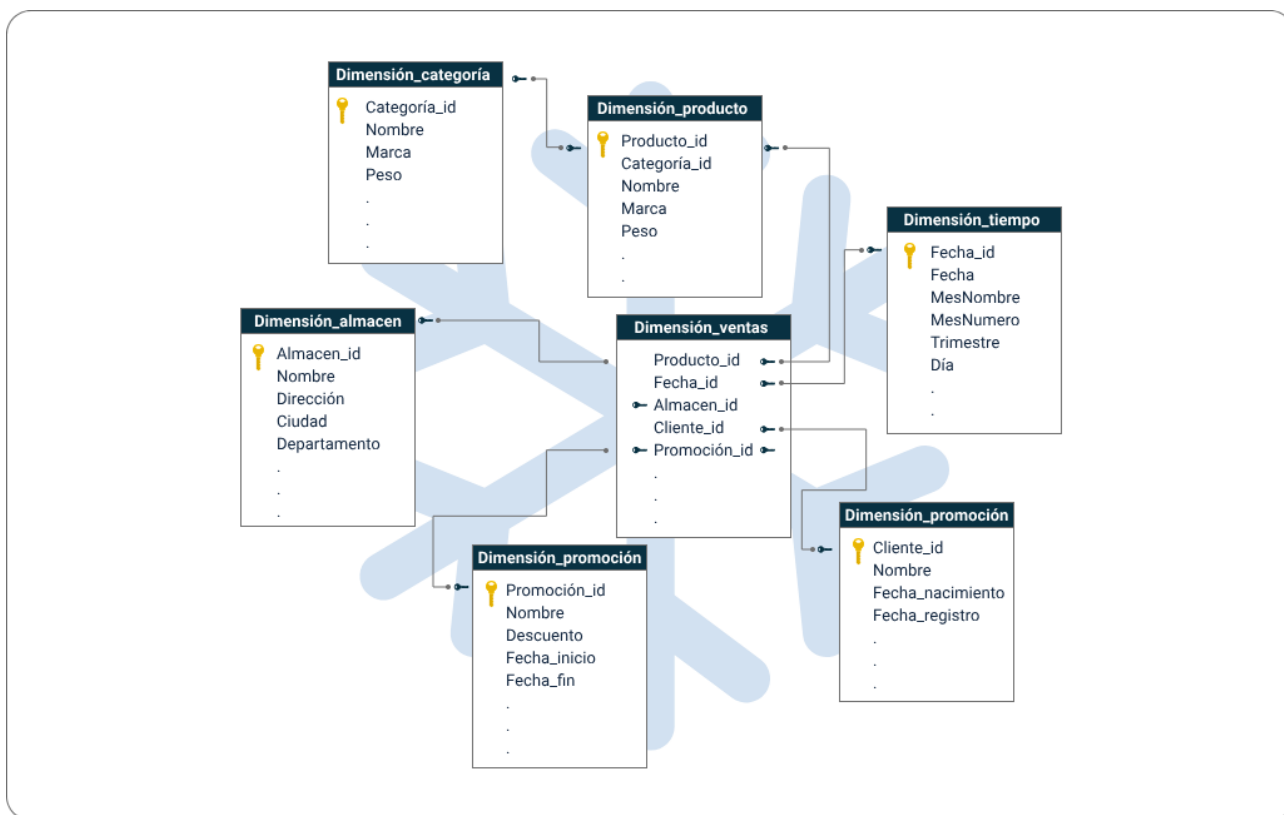 Dimensión_categoría
Categoría_id
Nombre
Marca
Peso
.
.
.
Dimensión_producto
Producto_id
Categoría_id
Nombre
Marca
Peso
.
.
Dimensión_tiempo
Fecha_id
Fecha
MesNombre
MesNumero
Trimestre
Día
.
.
Dimensión_almacen
Almacen_id
Nombre
Dirección
Ciudad
Departamento
.
.
.
Dimensión_ventas
Producto_id
Fecha_id
Almacen_id
Cliente_id
Promoción_id
.
.
.
Dimensión_promoción
Promoción_id
Nombre
Descuento
Fecha_inicio
Fecha_fin
.
.
.
Dimensión_promoción
Cliente_id
Nombre
Fecha_nacimiento
Fecha_registro
.
.
.